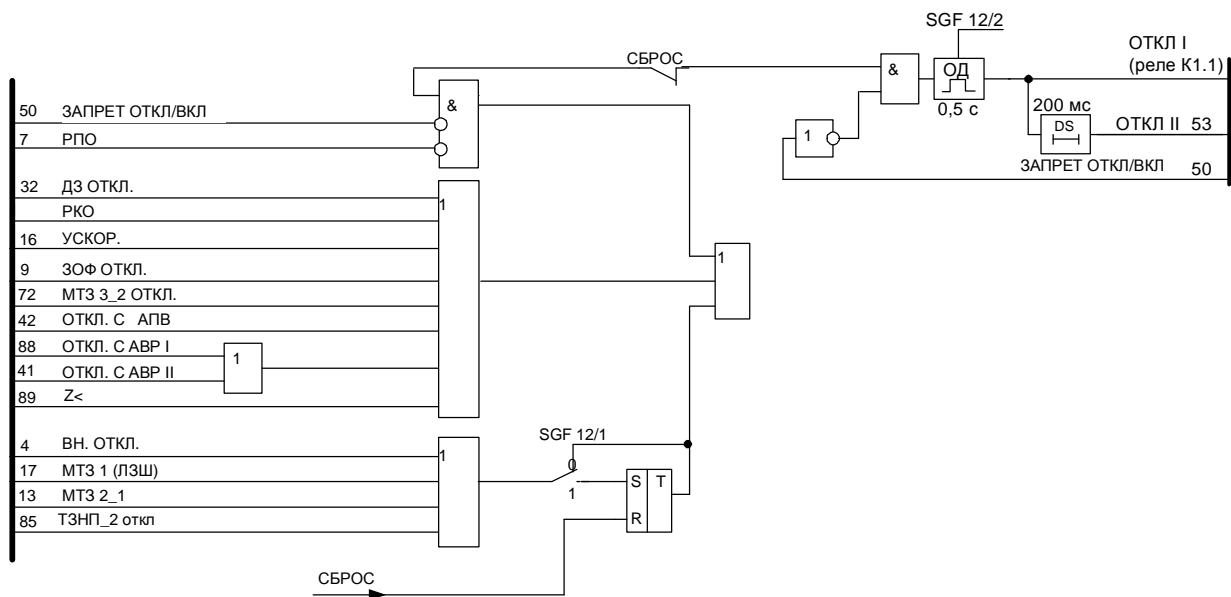 SGF 12/2
СБРОС
ОТКЛ I
(реле К1.1)
&
ОД
0,5 с
50 ЗАПРЕТ ОТКЛ/ВКЛ
&
200 мс
DS
ОТКЛ II 53
1
7 РПО
ЗАПРЕТ ОТКЛ/ВКЛ 50
32 ДЗ ОТКЛ.
1
РКО
16 УСКОР.
9 ЗОФ ОТКЛ.
1
72 МТЗ 3_2 ОТКЛ.
42 ОТКЛ. С АПВ
88 ОТКЛ. С АВР I
1
41 ОТКЛ. С АВР II
89 Z<
4 ВН. ОТКЛ.
1
SGF 12/1
17 МТЗ 1 (ЛЗШ)
0
1
S T
13 МТЗ 2_1
R
85 ТЗНП_2 откл
СБРОС